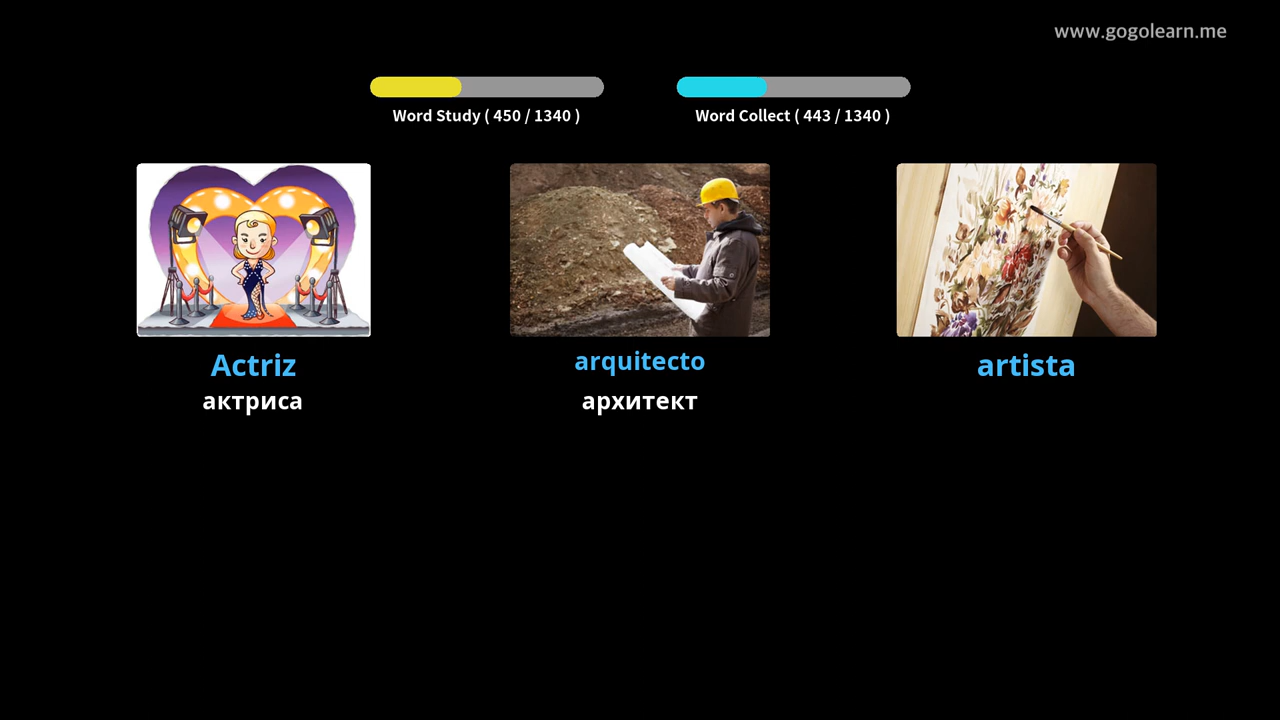 www.gogolearn.me
Word Study ( 450 / 1340 )
Word Collect ( 443 / 1340 )
Actriz
актриса
arquitecto
архитект
artista